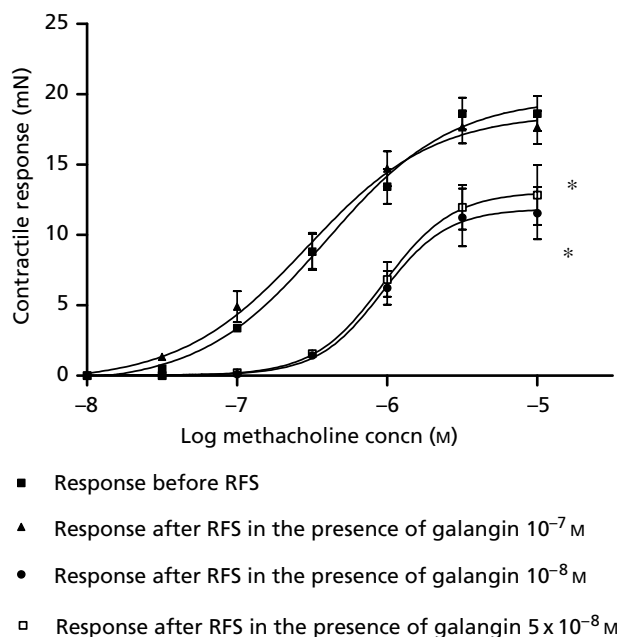 25
20
15
10
5
0
Contractile response (mN)
*
*
−8
−7
−6
−5
Log methacholine concn (M)
■ Response before RFS
▲ Response after RFS in the presence of galangin 10⁻⁷ M
● Response after RFS in the presence of galangin 10⁻⁸ M
□ Response after RFS in the presence of galangin 5 x 10⁻⁸ M